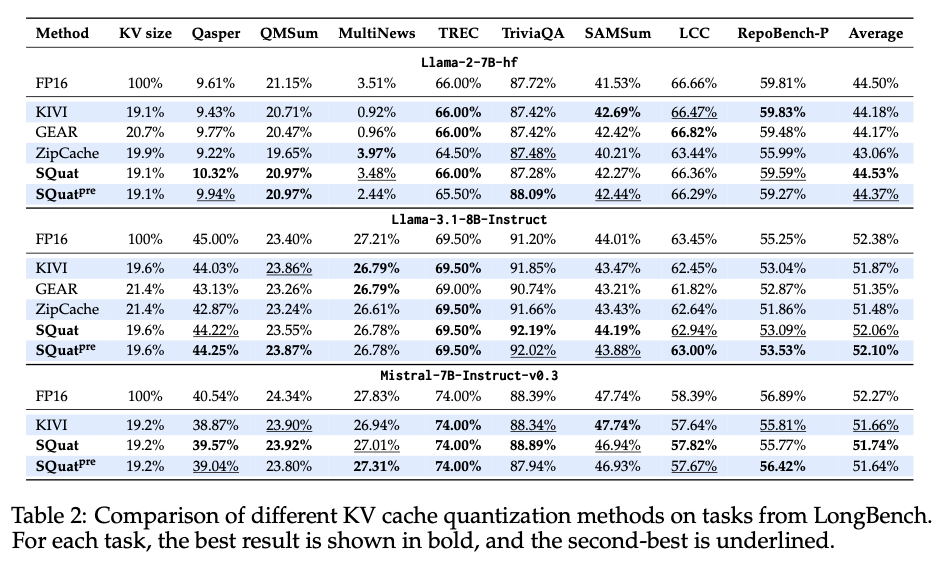 Method KV size Qasper QMSum MultiNews TREC TriviaQA SAMSum LCC RepoBench-P Average
Llama-2-7B-hf
FP16 100% 9.61% 21.15% 3.51% 66.00% 87.72% 41.53% 66.66% 59.81% 44.50%
KIVI 19.1% 9.43% 20.71% 0.92% 66.00% 87.42% 42.69% 66.47% 59.83% 44.18%
GEAR 20.7% 9.77% 20.47% 0.96% 66.00% 87.42% 42.42% 66.82% 59.48% 44.17%
ZipCache 19.9% 9.22% 19.65% 3.97% 64.50% 87.48% 40.21% 63.44% 55.99% 43.06%
SQuat 19.1% 10.32% 20.97% 3.48% 66.00% 87.28% 42.27% 66.36% 59.59% 44.53%
SQuatpre 19.1% 9.94% 20.97% 2.44% 65.50% 88.09% 42.44% 66.29% 59.27% 44.37%
Llama-3.1-8B-Instruct
FP16 100% 45.00% 23.40% 27.21% 69.50% 91.20% 44.01% 63.45% 55.25% 52.38%
KIVI 19.6% 44.03% 23.86% 26.79% 69.50% 91.85% 43.47% 62.45% 53.04% 51.87%
GEAR 21.4% 43.13% 23.26% 26.79% 69.00% 90.74% 43.21% 61.82% 52.87% 51.35%
ZipCache 21.4% 42.87% 23.24% 26.61% 69.50% 91.66% 43.43% 62.64% 51.86% 51.48%
SQuat 19.6% 44.22% 23.55% 26.78% 69.50% 92.19% 44.19% 62.94% 53.09% 52.06%
SQuatpre 19.6% 44.25% 23.87% 26.78% 69.50% 92.02% 43.88% 63.00% 53.53% 52.10%
Mistral-7B-Instruct-v0.3
FP16 100% 40.54% 24.34% 27.83% 74.00% 88.39% 47.74% 58.39% 56.89% 52.27%
KIVI 19.2% 38.87% 23.90% 26.94% 74.00% 88.34% 47.74% 57.64% 55.81% 51.66%
SQuat 19.2% 39.57% 23.92% 27.01% 74.00% 88.89% 46.94% 57.82% 55.77% 51.74%
SQuatpre 19.2% 39.04% 23.80% 27.31% 74.00% 87.94% 46.93% 57.67% 56.42% 51.64%
Table 2: Comparison of different KV cache quantization methods on tasks from LongBench.
For each task, the best result is shown in bold, and the second-best is underlined.